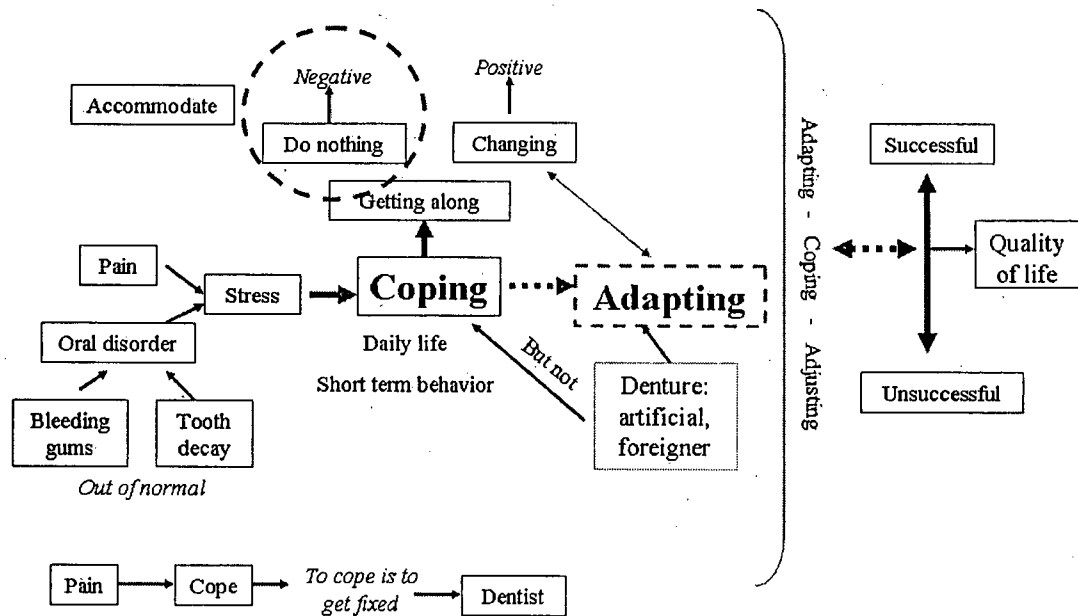 Negative
Positive
Accommodate
Do nothing
Changing
Getting along
Pain
Stress
Coping
Adapting
Oral disorder
Daily life
Short term behavior
But not
Denture:
artificial,
foreigner
Bleeding
gums
Tooth
decay
Out of normal
Adapting - Coping - Adjusting
Successful
Quality
of life
Unsuccessful
Pain
Cope
To cope is to
get fixed
Dentist